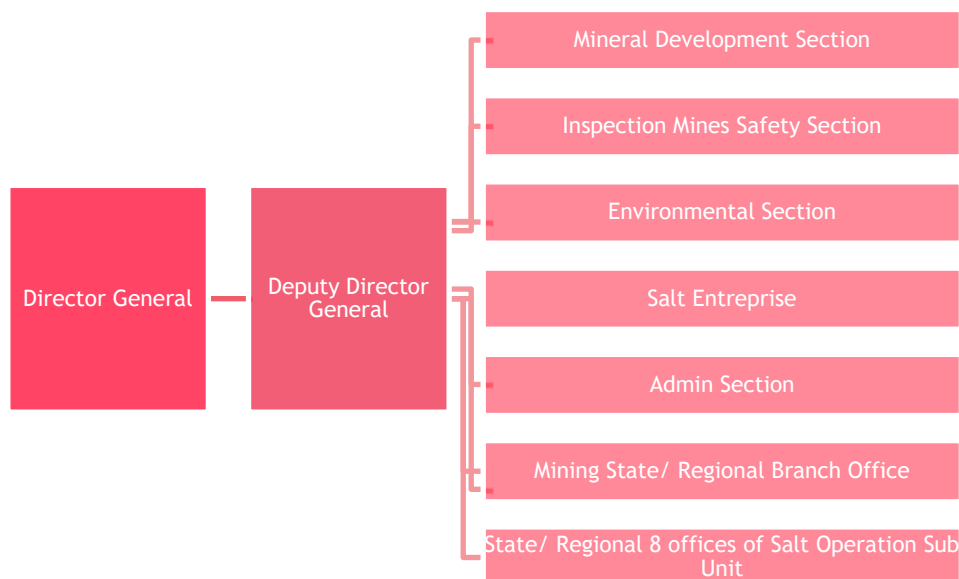 Director General
Deputy Director
General
Mineral Development Section
Inspection Mines Safety Section
Environmental Section
Salt Entreprise
Admin Section
Mining State/ Regional Branch Office
State/ Regional 8 offices of Salt Operation Sub
Unit